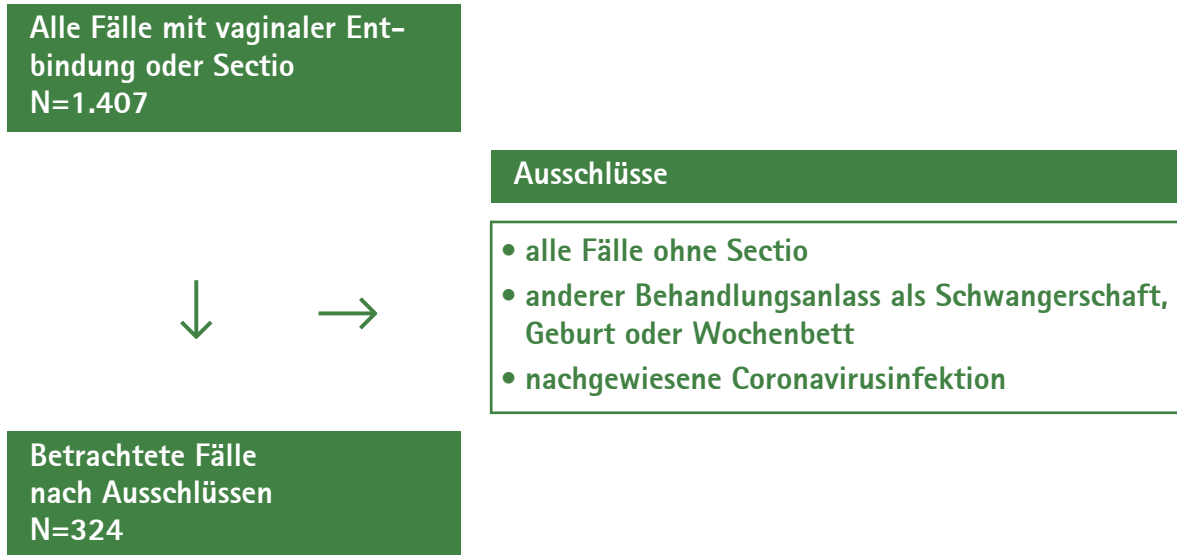 Alle Fälle mit vaginaler Ent-
bindung oder Sectio
N=1.407
Ausschlüsse
• alle Fälle ohne Sectio
• anderer Behandlungsanlass als Schwangerschaft,
Geburt oder Wochenbett
• nachgewiesene Coronavirusinfektion
Betrachtete Fälle
nach Ausschlüssen
N=324